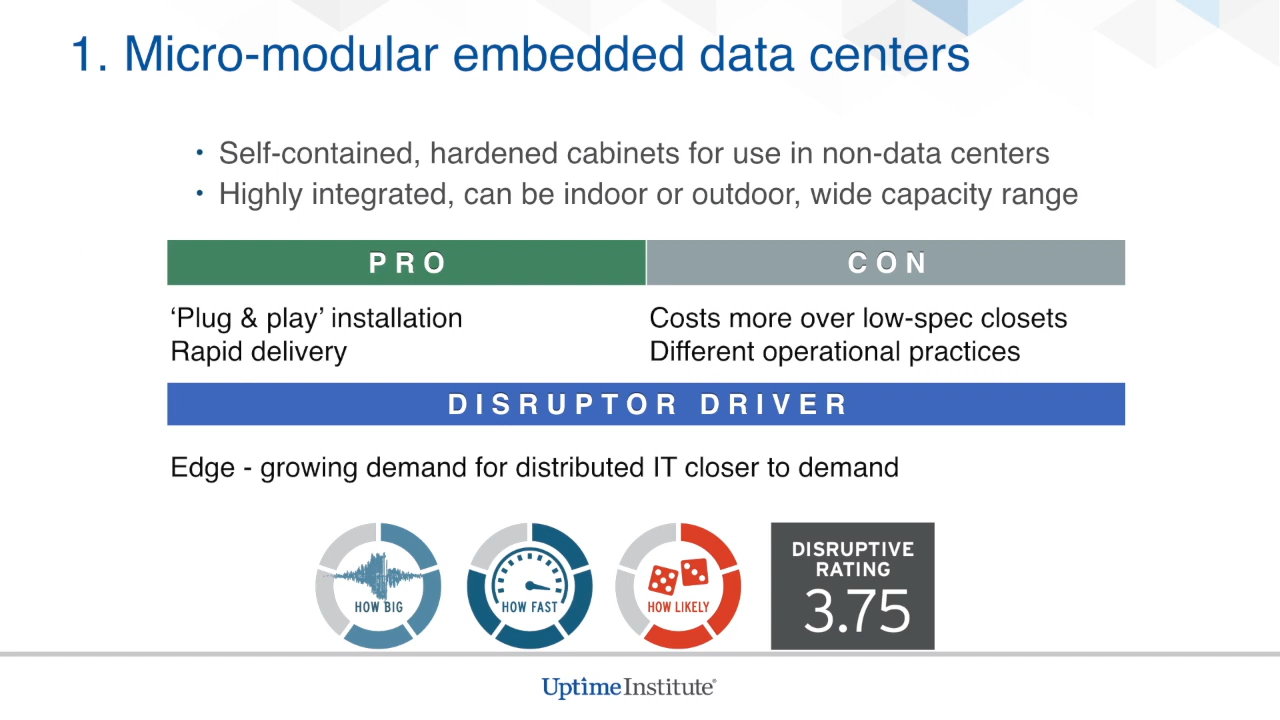 1. Micro-modular embedded data centers
• Self-contained, hardened cabinets for use in non-data centers
• Highly integrated, can be indoor or outdoor, wide capacity range
PRO
CON
‘Plug & play’ installation
Rapid delivery
Costs more over low-spec closets
Different operational practices
DISRUPTOR DRIVER
Edge - growing demand for distributed IT closer to demand
HOW BIG
HOW FAST
HOW LIKELY
DISRUPTIVE
RATING
3.75
UptimeInstitute®